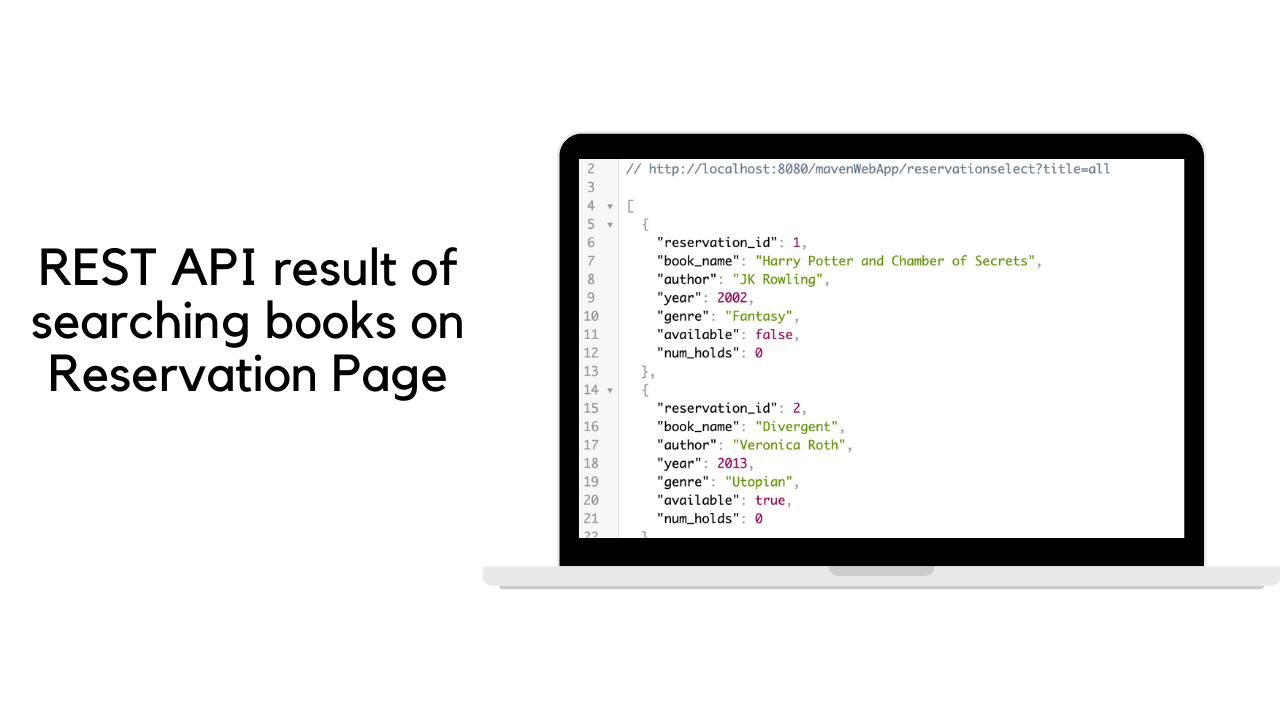 REST API result of
searching books on
Reservation Page
2 // http://localhost:8080/mavenWebApp/reservationselect?title=all
3
4 [
5 {
6 "reservation_id": 1,
7 "book_name": "Harry Potter and Chamber of Secrets",
8 "author": "JK Rowling",
9 "year": 2002,
10 "genre": "Fantasy",
11 "available": false,
12 "num_holds": 0
13 },
14 {
15 "reservation_id": 2,
16 "book_name": "Divergent",
17 "author": "Veronica Roth",
18 "year": 2013,
19 "genre": "Utopian",
20 "available": true,
21 "num_holds": 0
22 }